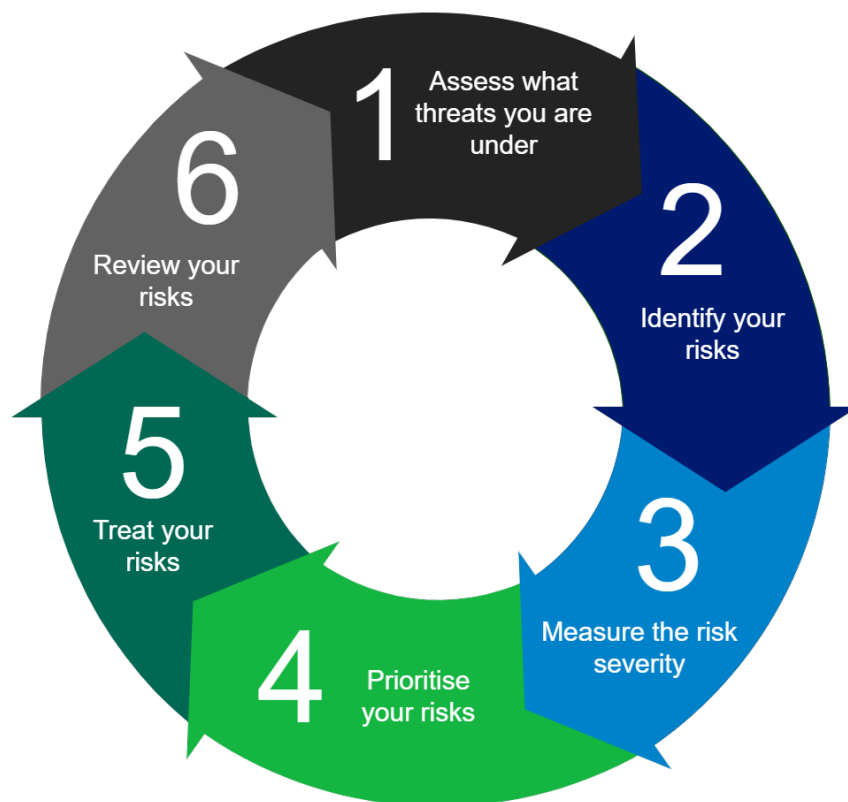 1
Assess what
threats you are
under
2
Identify your
risks
3
Measure the risk
severity
4
Prioritise
your risks
5
Treat your
risks
6
Review your
risks